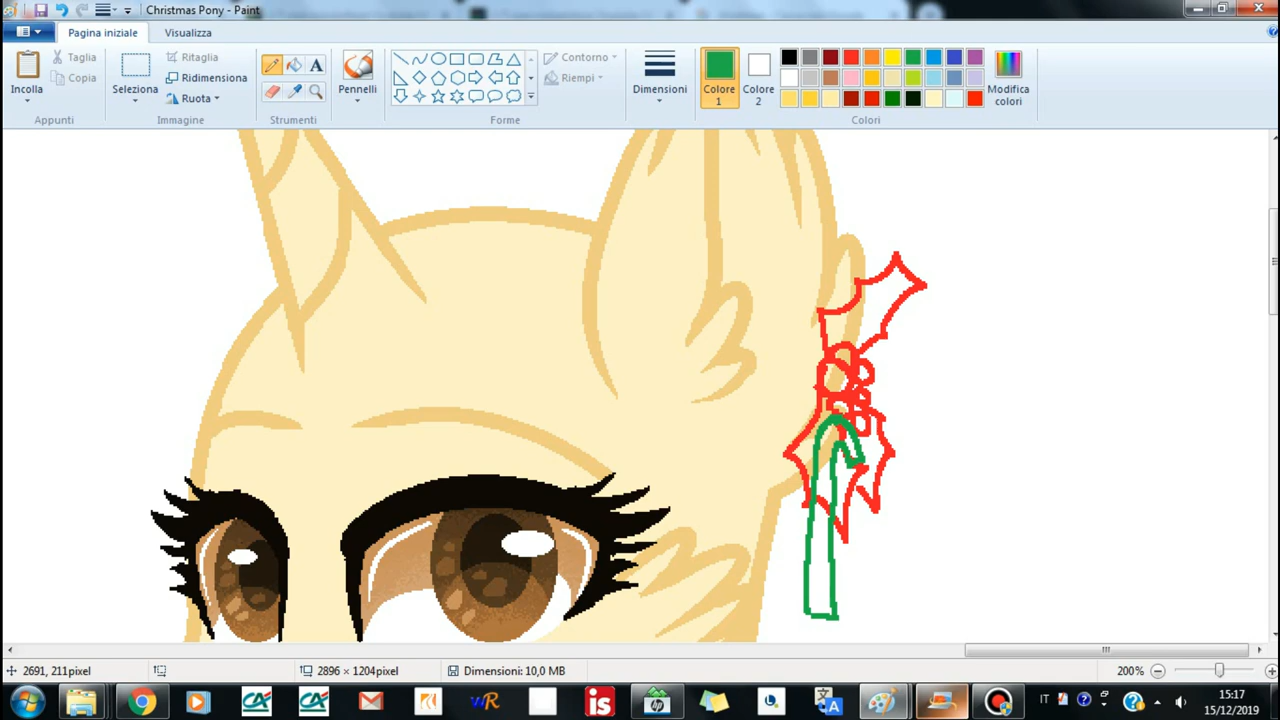 Christmas Pony - Paint
Pagina iniziale Visualizza
Incolla
Taglia
Copia
Appunti
Seleziona
Ritaglia
Ridimensiona
Ruota
Immagine
A
Strumenti
Pennelli
Contorno
Riempi
Forme
Dimensioni
Colore
1
Colore
2
Modifica
colori
Colori
2691, 211pixel
2896 × 1204pixel
Dimensioni: 10,0 MB
200%
IT
15:17
15/12/2019